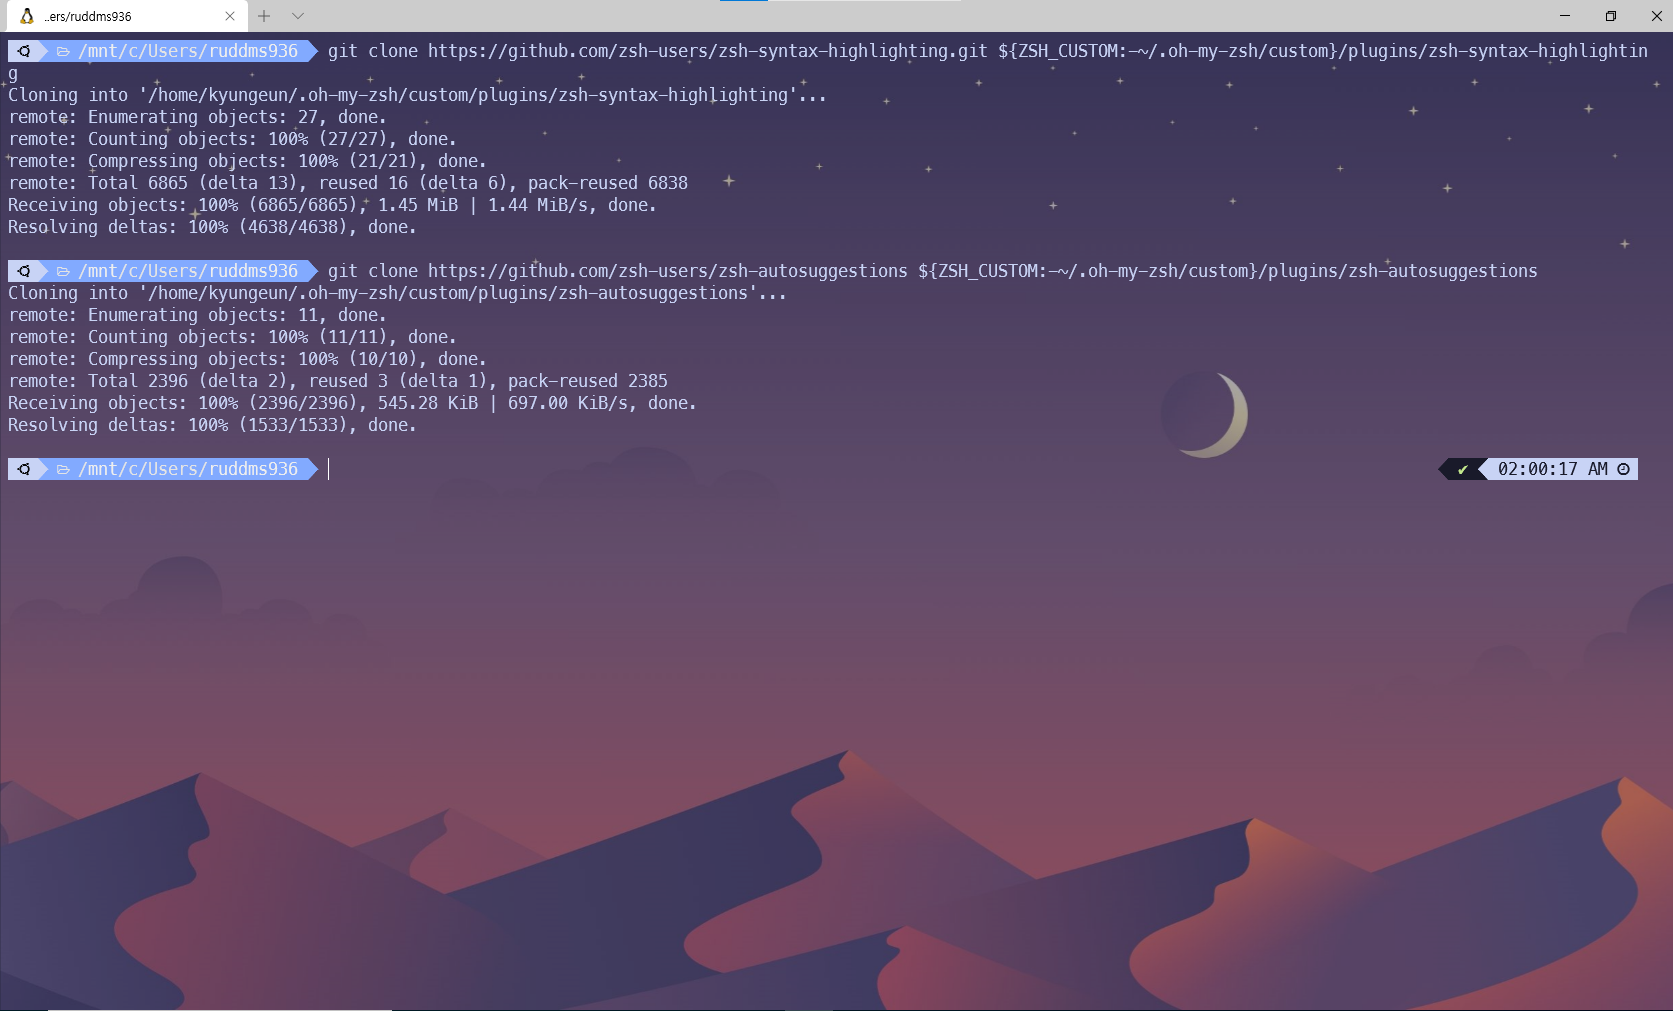 ..ers/ruddms936
/mnt/c/Users/ruddms936 git clone https://github.com/zsh-users/zsh-syntax-highlighting.git ${ZSH_CUSTOM:-~/.oh-my-zsh/custom}/plugins/zsh-syntax-highlightin
g
Cloning into '/home/kyungeun/.oh-my-zsh/custom/plugins/zsh-syntax-highlighting'...
remote: Enumerating objects: 27, done.
remote: Counting objects: 100% (27/27), done.
remote: Compressing objects: 100% (21/21), done.
remote: Total 6865 (delta 13), reused 16 (delta 6), pack-reused 6838
Receiving objects: 100% (6865/6865), 1.45 MiB | 1.44 MiB/s, done.
Resolving deltas: 100% (4638/4638), done.
/mnt/c/Users/ruddms936 git clone https://github.com/zsh-users/zsh-autosuggestions ${ZSH_CUSTOM:-~/.oh-my-zsh/custom}/plugins/zsh-autosuggestions
Cloning into '/home/kyungeun/.oh-my-zsh/custom/plugins/zsh-autosuggestions'...
remote: Enumerating objects: 11, done.
remote: Counting objects: 100% (11/11), done.
remote: Compressing objects: 100% (10/10), done.
remote: Total 2396 (delta 2), reused 3 (delta 1), pack-reused 2385
Receiving objects: 100% (2396/2396), 545.28 KiB | 697.00 KiB/s, done.
Resolving deltas: 100% (1533/1533), done.
/mnt/c/Users/ruddms936 ✔ 02:00:17 AM